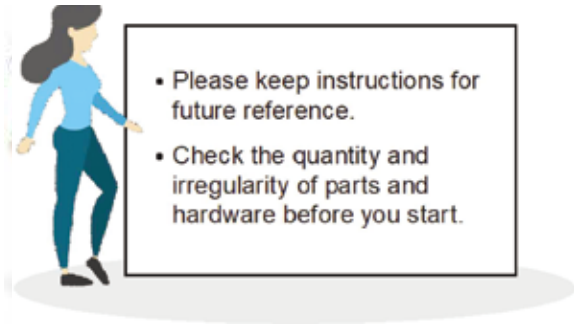 • Please keep instructions for
future reference.
• Check the quantity and
irregularity of parts and
hardware before you start.